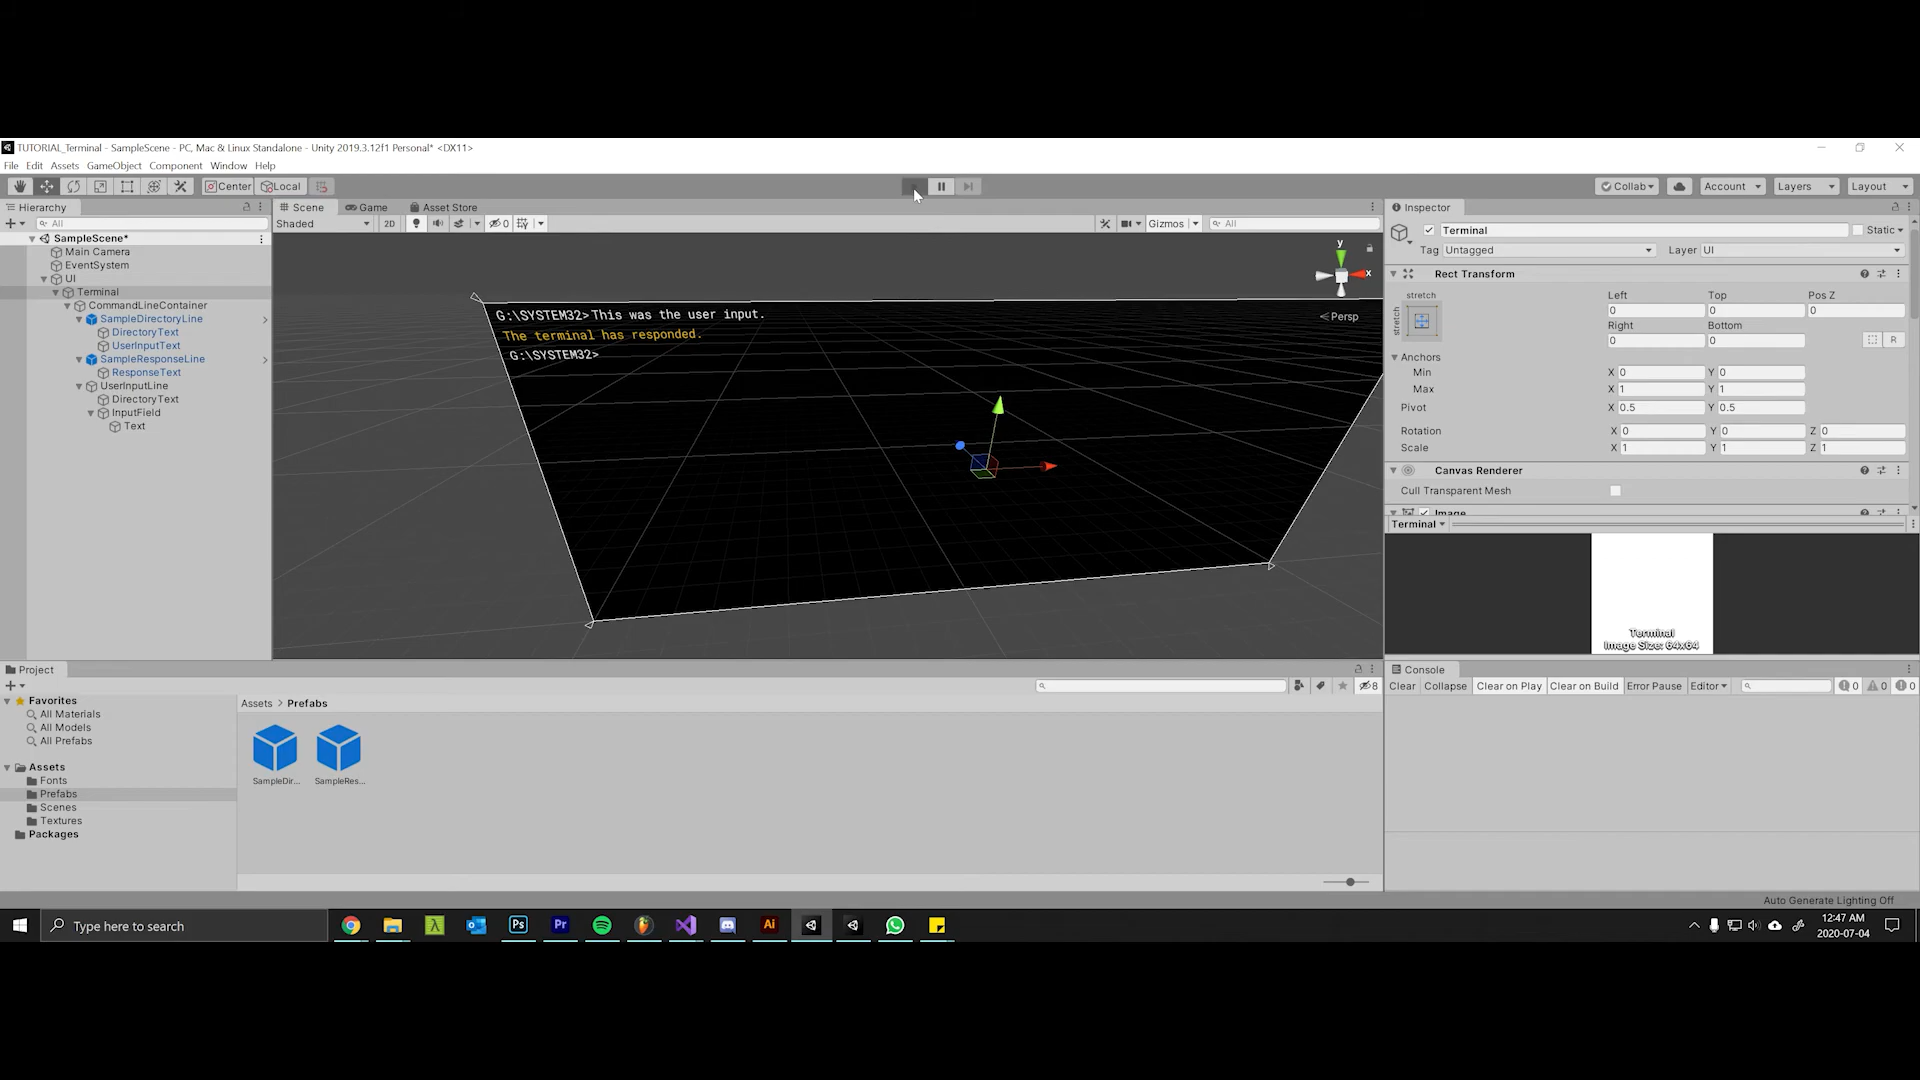 TUTORIAL_Terminal - SampleScene - PC, Mac & Linux Standalone - Unity 2019.3.12f1 Personal* <DX11>
File Edit Assets GameObject Component Window Help
Center Local Collab Account Layers Layout
Hierarchy
All
SampleScene*
Main Camera
EventSystem
UI
Terminal
CommandLineContainer
SampleDirectoryLine
DirectoryText
UserInputText
SampleResponseLine
ResponseText
UserInputLine
DirectoryText
InputField
Text
Scene Game Asset Store
Shaded 2D 0 Gizmos All
y
x
Persp
G:\SYSTEM32>This was the user input.
The terminal has responded.
G:\SYSTEM32>
Inspector
Terminal Static
Tag Untagged Layer UI
Rect Transform
stretch Left Top Pos Z
stretch 0 0 0
Right Bottom
0 0 R
Anchors
Min X 0 Y 0
Max X 1 Y 1
Pivot X 0.5 Y 0.5
Rotation X 0 Y 0 Z 0
Scale X 1 Y 1 Z 1
Canvas Renderer
Cull Transparent Mesh
Image
Terminal
Terminal
Image Size: 64x64
Project
8
Favorites
All Materials
All Models
All Prefabs
Assets
Fonts
Prefabs
Scenes
Textures
Packages
Assets > Prefabs
SampleDir... SampleRes...
Console
Clear Collapse Clear on Play Clear on Build Error Pause Editor 0 0 0
Auto Generate Lighting Off
Type here to search
Ps Pr Ai
12:47 AM
2020-07-04